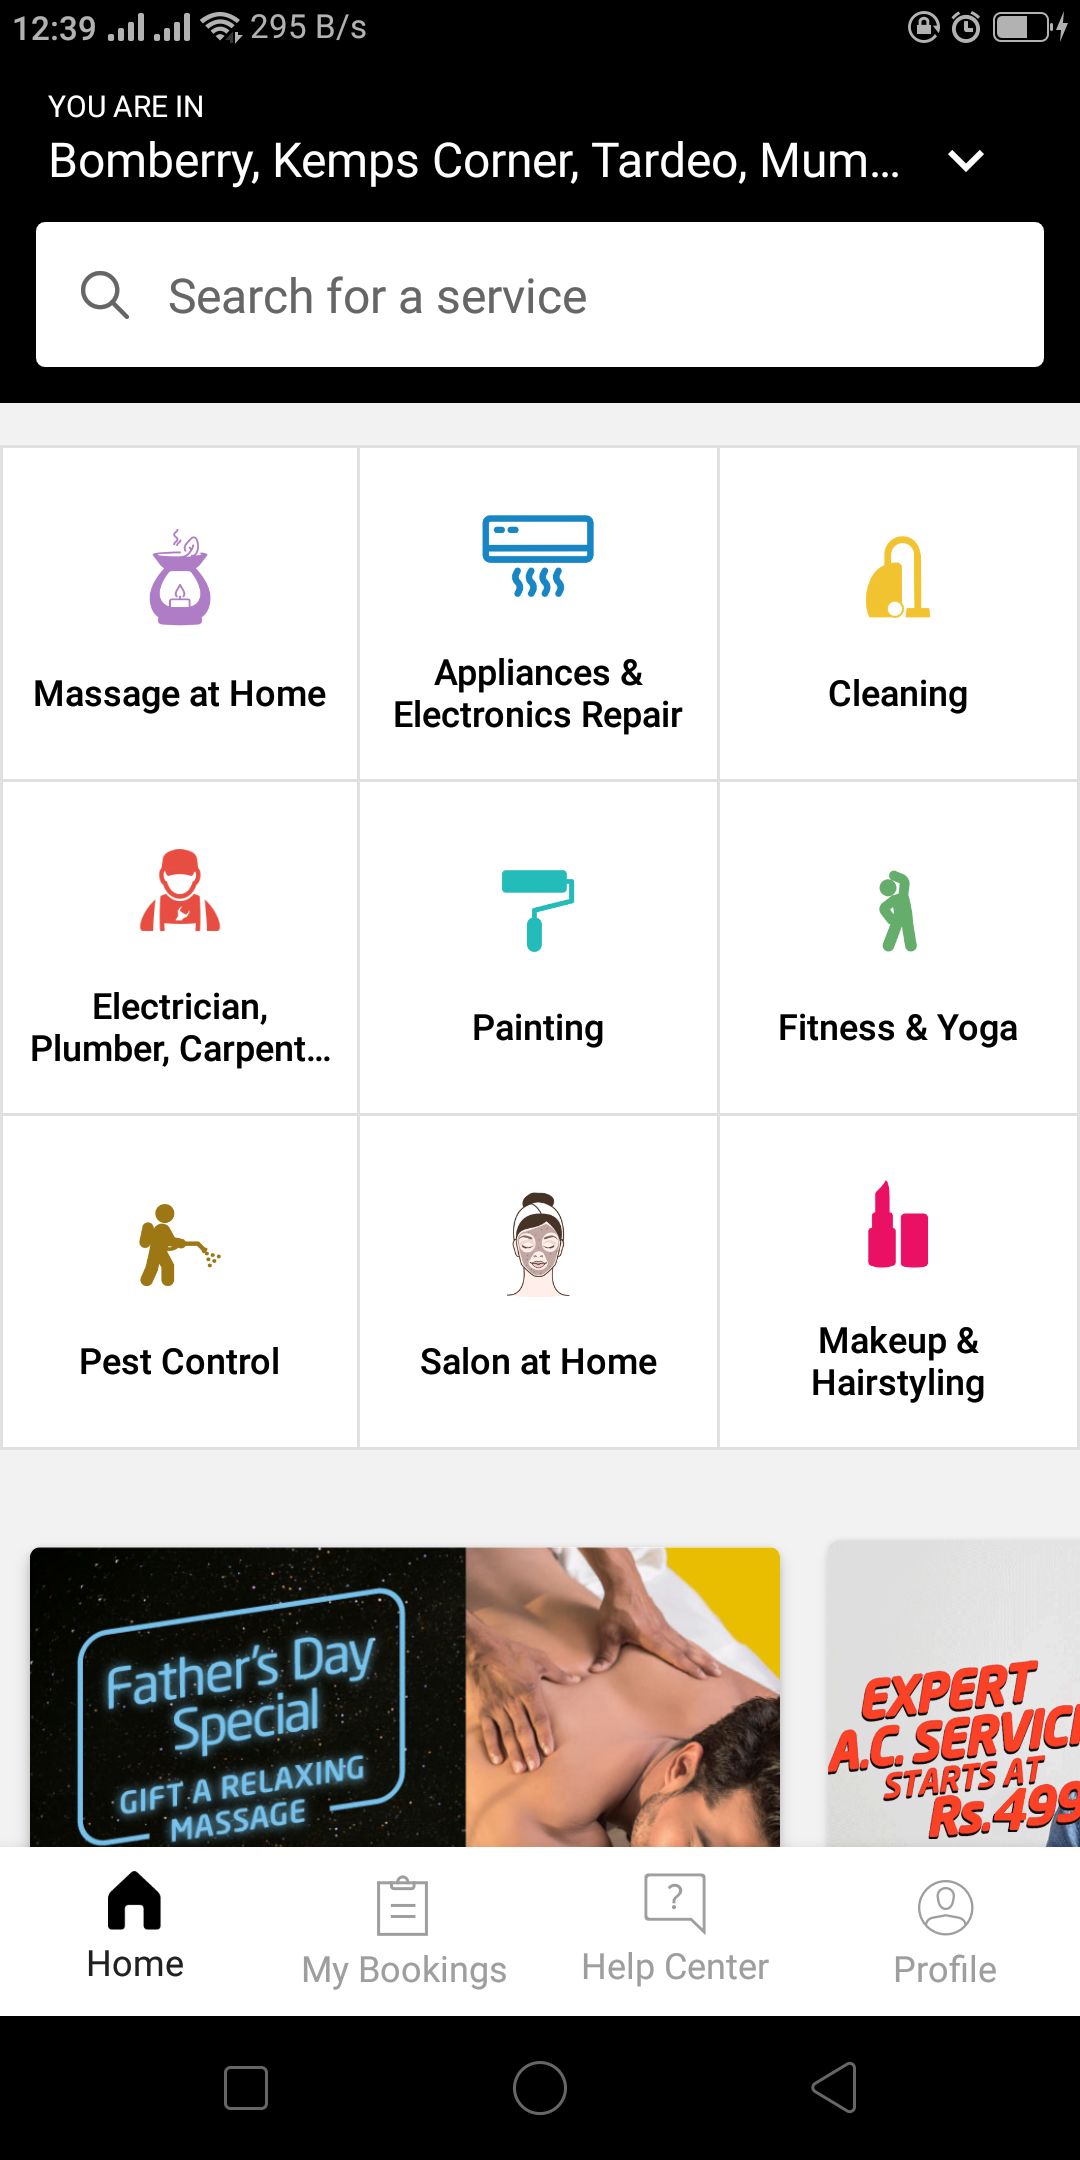 12:39 295 B/s
YOU ARE IN
Bomberry, Kemps Corner, Tardeo, Mum...
Search for a service
Massage at Home
Appliances &
Electronics Repair
Cleaning
Electrician,
Plumber, Carpent...
Painting
Fitness & Yoga
Pest Control
Salon at Home
Makeup &
Hairstyling
Father's Day
Special
GIFT A RELAXING
MASSAGE
EXPERT
A.C. SERVICE
STARTS AT
Rs.499
Home
My Bookings
?
Help Center
Profile